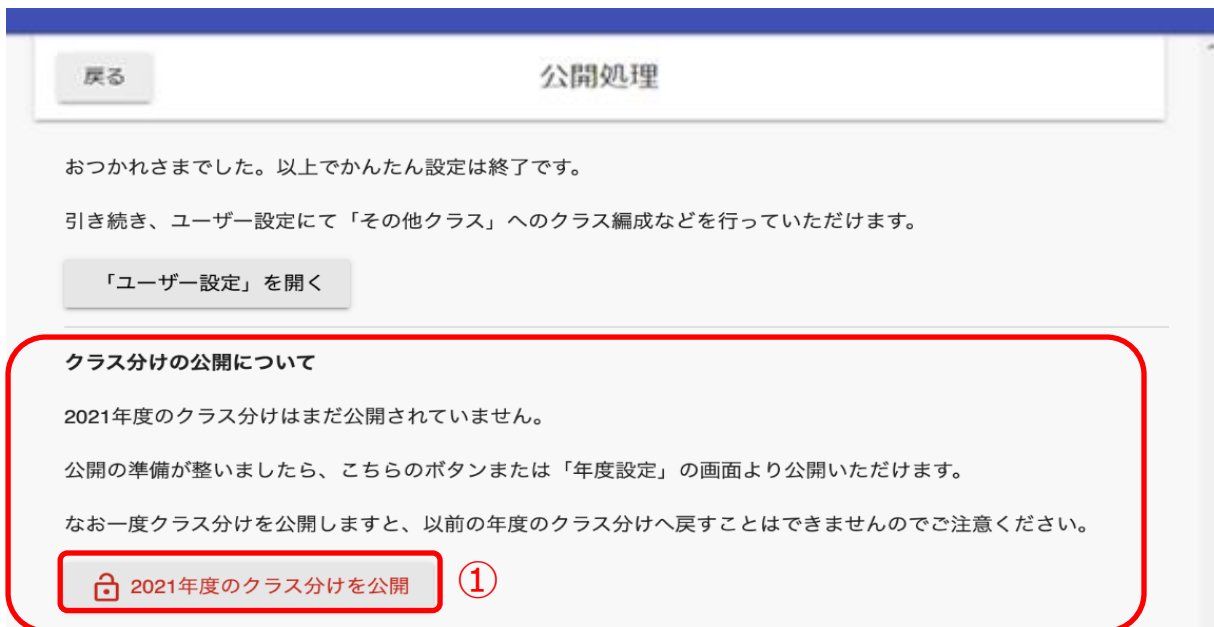 戻る
公開処理
おつかれさまでした。以上でかんたん設定は終了です。
引き続き、ユーザー設定にて「その他クラス」へのクラス編成などを行っていただけます。
「ユーザー設定」を開く
クラス分けの公開について
2021年度のクラス分けはまだ公開されていません。
公開の準備が整いましたら、こちらのボタンまたは「年度設定」の画面より公開いただけます。
なお一度クラス分けを公開しますと、以前の年度のクラス分けへ戻すことはできませんのでご注意ください。
2021年度のクラス分けを公開 ①